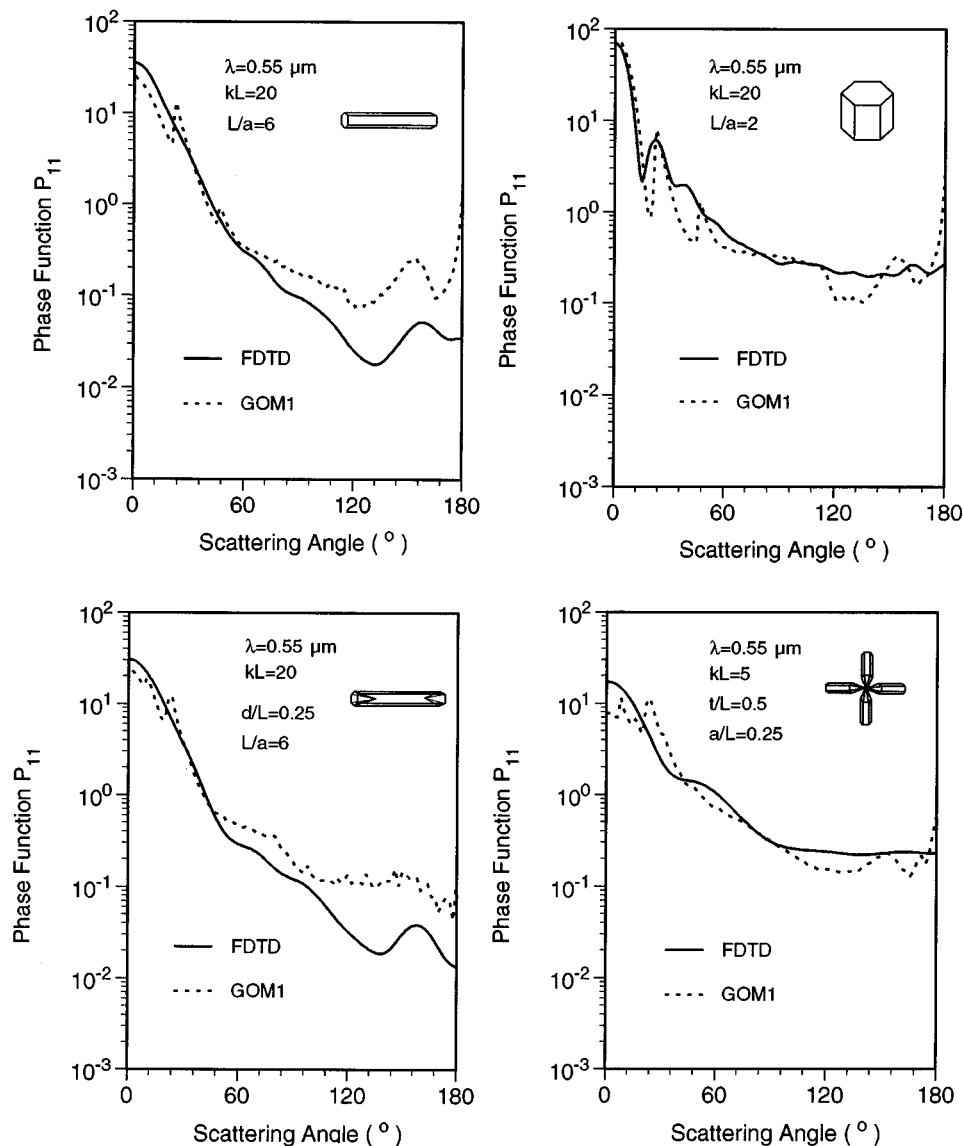 10²
10¹
10⁰
10⁻¹
10⁻²
10⁻³
Phase Function P₁₁
λ=0.55 µm
kL=20
L/a=6
FDTD
GOM1
0
60
120
180
Scattering Angle ( ° )
10²
10¹
10⁰
10⁻¹
10⁻²
10⁻³
Phase Function P₁₁
λ=0.55 µm
kL=20
L/a=2
FDTD
GOM1
0
60
120
180
Scattering Angle ( ° )
10²
10¹
10⁰
10⁻¹
10⁻²
10⁻³
Phase Function P₁₁
λ=0.55 µm
kL=20
d/L=0.25
L/a=6
FDTD
GOM1
0
60
120
180
Scattering Angle ( ° )
10²
10¹
10⁰
10⁻¹
10⁻²
10⁻³
Phase Function P₁₁
λ=0.55 µm
kL=5
t/L=0.5
a/L=0.25
FDTD
GOM1
0
60
120
180
Scattering Angle ( ° )